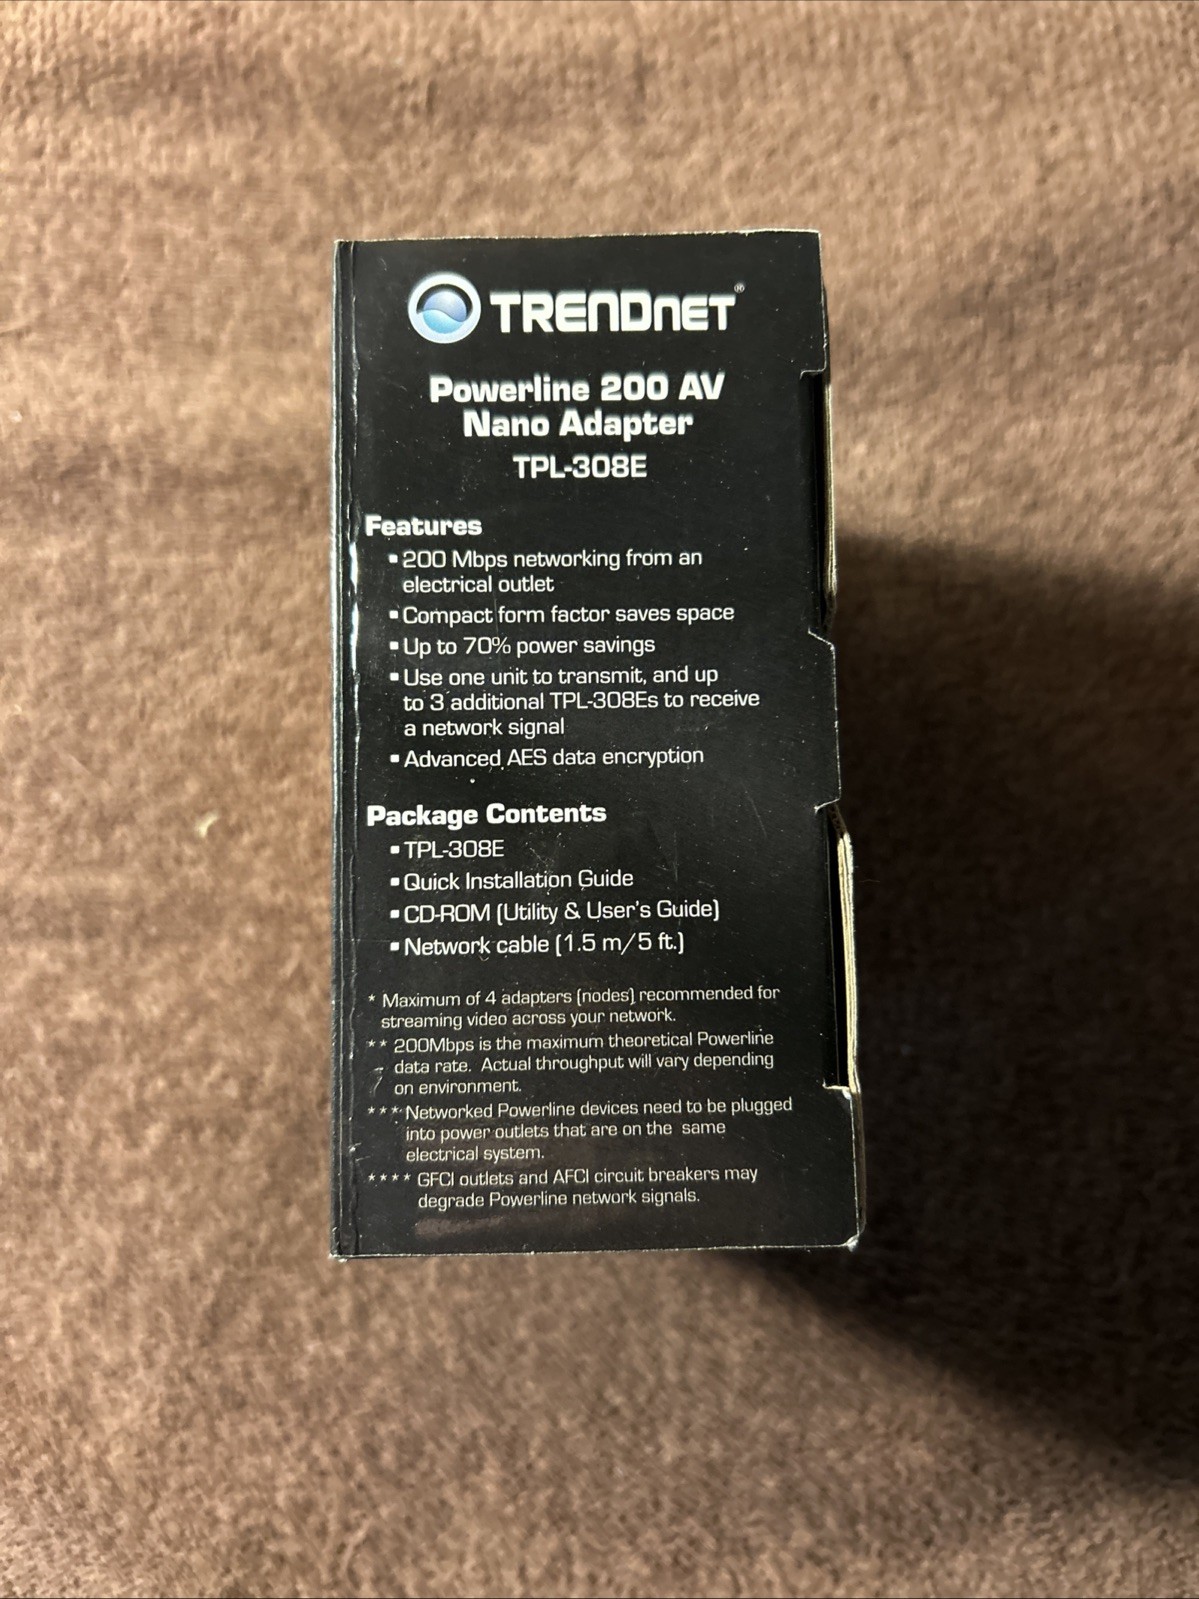 TRENDNET®
Powerline 200 AV
Nano Adapter
TPL-308E
Features
▪ 200 Mbps networking from an
electrical outlet
▪ Compact form factor saves space
▪ Up to 70% power savings
▪ Use one unit to transmit, and up
to 3 additional TPL-308Es to receive
a network signal
▪ Advanced AES data encryption
Package Contents
▪ TPL-308E
▪ Quick Installation Guide
▪ CD-ROM (Utility & User's Guide)
▪ Network cable (1.5 m/5 ft.)
* Maximum of 4 adapters (nodes) recommended for
streaming video across your network.
** 200Mbps is the maximum theoretical Powerline
data rate. Actual throughput will vary depending
on environment.
*** Networked Powerline devices need to be plugged
into power outlets that are on the same
electrical system.
**** GFCI outlets and AFCI circuit breakers may
degrade Powerline network signals.